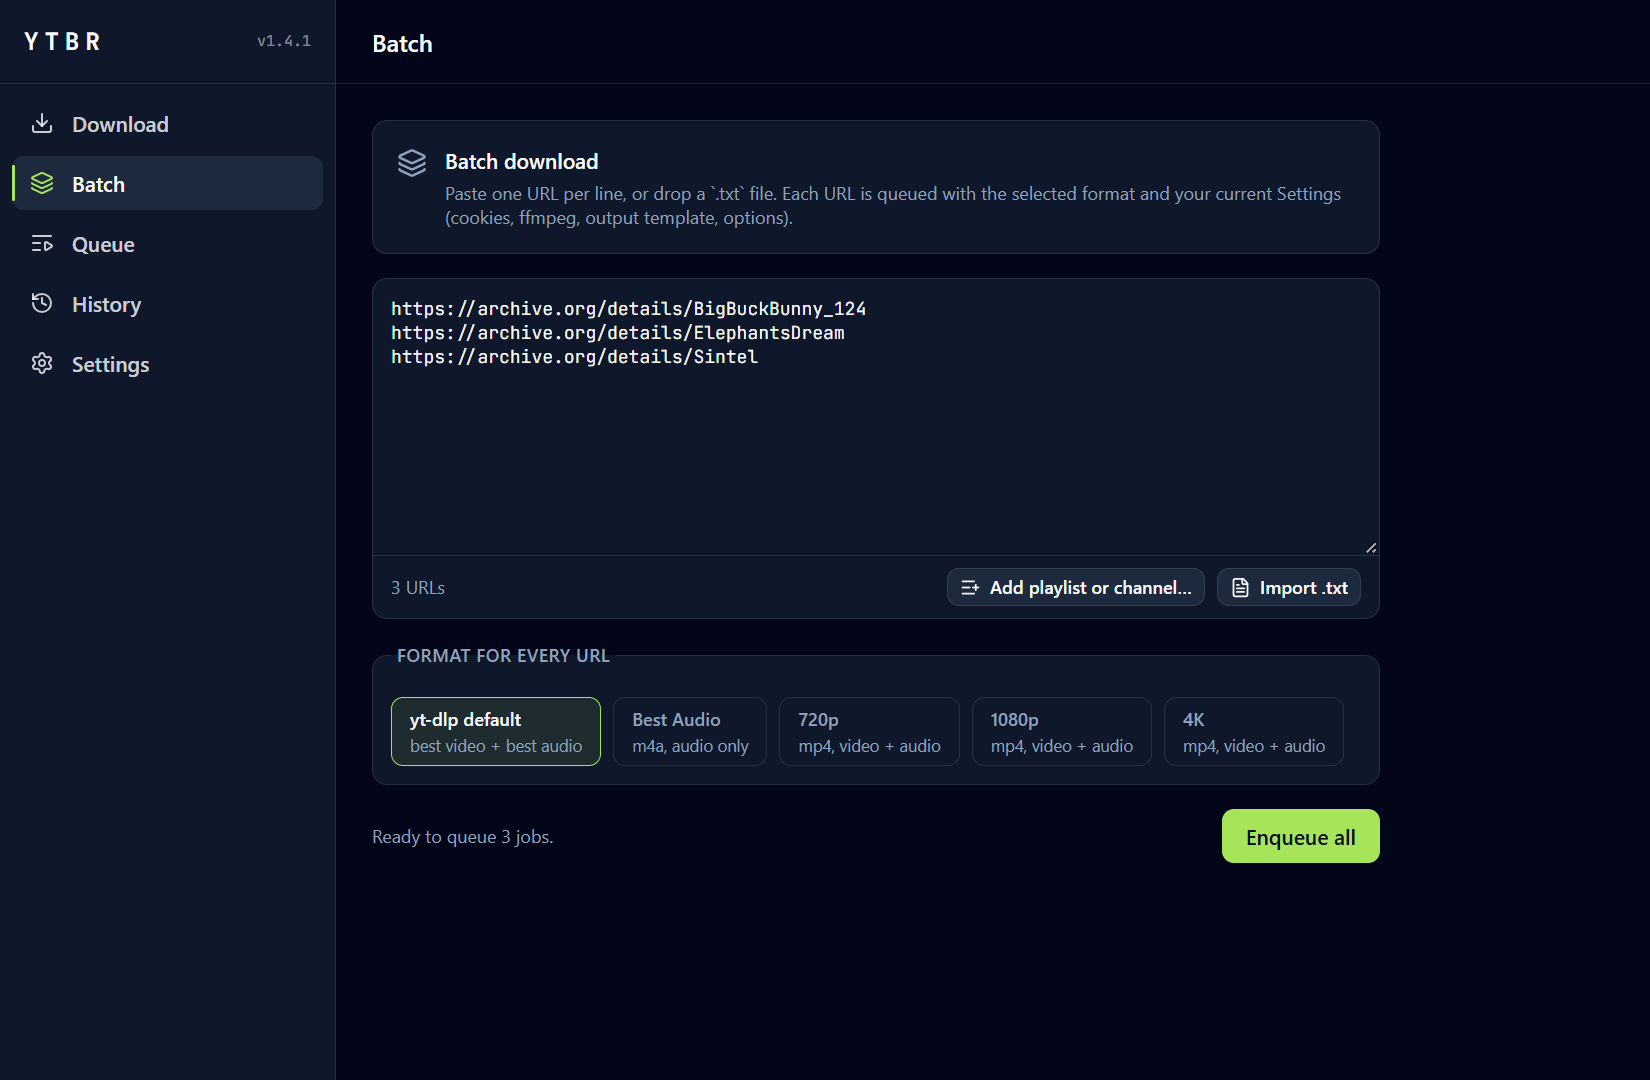 YTBR
v1.4.1
Download
Batch
Queue
History
Settings
Batch
Batch download
Paste one URL per line, or drop a `.txt` file. Each URL is queued with the selected format and your current Settings
(cookies, ffmpeg, output template, options).
https://archive.org/details/BigBuckBunny_124
https://archive.org/details/ElephantsDream
https://archive.org/details/Sintel
3 URLs
Add playlist or channel...
Import .txt
FORMAT FOR EVERY URL
yt-dlp default
best video + best audio
Best Audio
m4a, audio only
720p
mp4, video + audio
1080p
mp4, video + audio
4K
mp4, video + audio
Ready to queue 3 jobs.
Enqueue all